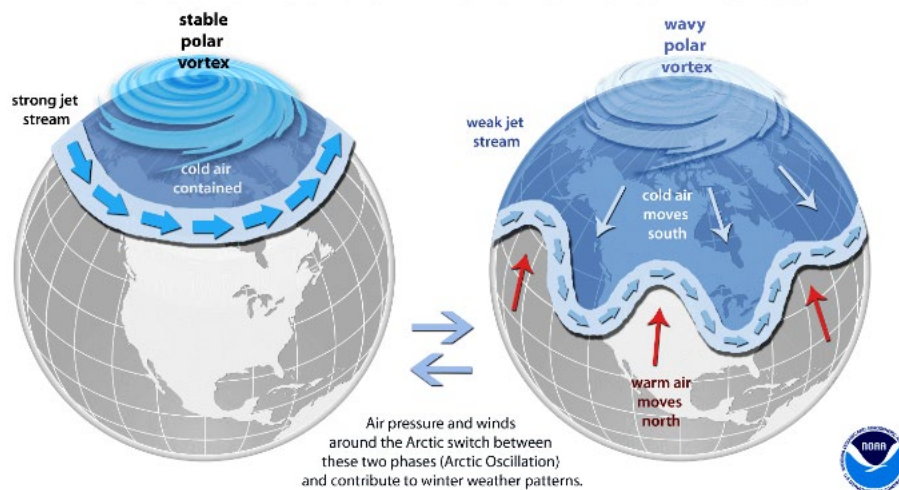 stable
polar
vortex
strong jet
stream
cold air
contained
wavy
polar
vortex
weak jet
stream
cold air
moves
south
warm air
moves
north
Air pressure and winds
around the Arctic switch between
these two phases (Arctic Oscillation)
and contribute to winter weather patterns.
NOAA